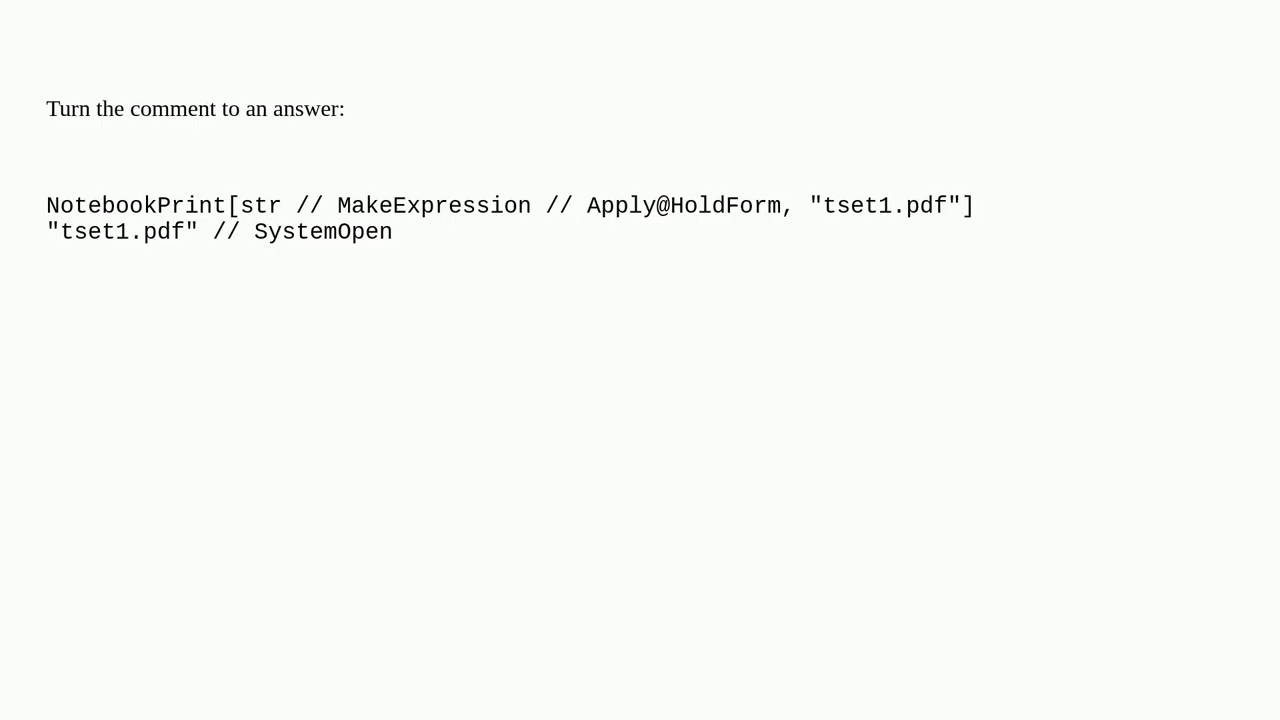 Turn the comment to an answer:
NotebookPrint[str // MakeExpression // Apply@HoldForm, "tset1.pdf"]
"tset1.pdf" // SystemOpen